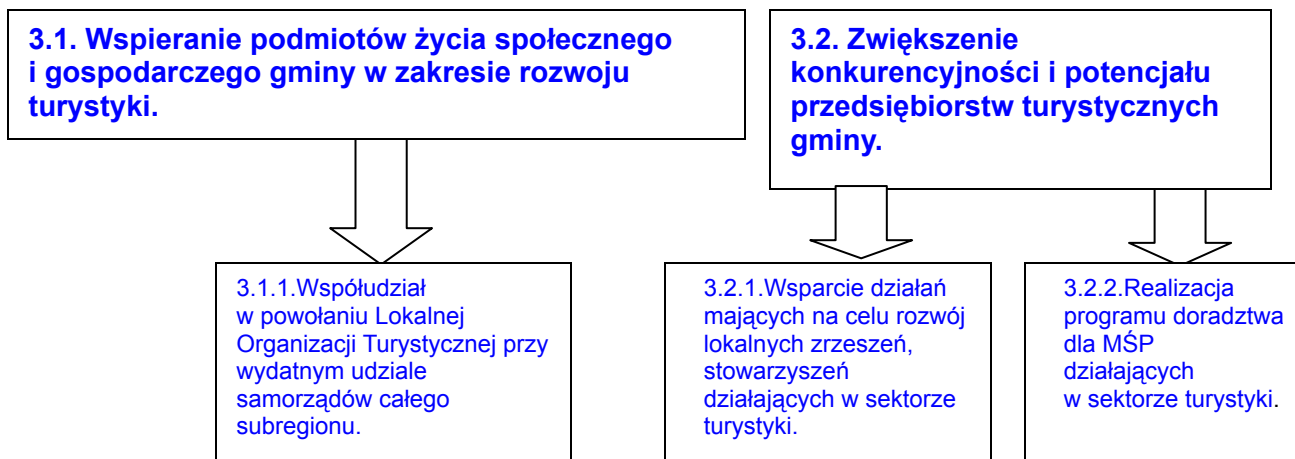 3.1. Wspieranie podmiotów życia społecznego
i gospodarczego gminy w zakresie rozwoju
turystyki.
3.2. Zwiększenie
konkurencyjności i potencjału
przedsiębiorstw turystycznych
gminy.
3.1.1.Współudział
w powołaniu Lokalnej
Organizacji Turystycznej przy
wydatnym udziale
samorządów całego
subregionu.
3.2.1.Wsparcie działań
mających na celu rozwój
lokalnych zrzeszeń,
stowarzyszeń
działających w sektorze
turystyki.
3.2.2.Realizacja
programu doradztwa
dla MŚP
działających
w sektorze turystyki.